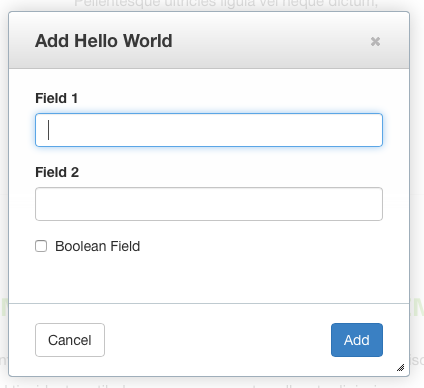 Pellentesque ultricies ligula vel neque dictum,
Add Hello World
×
Field 1
Field 2
Boolean Field
Cancel
Add